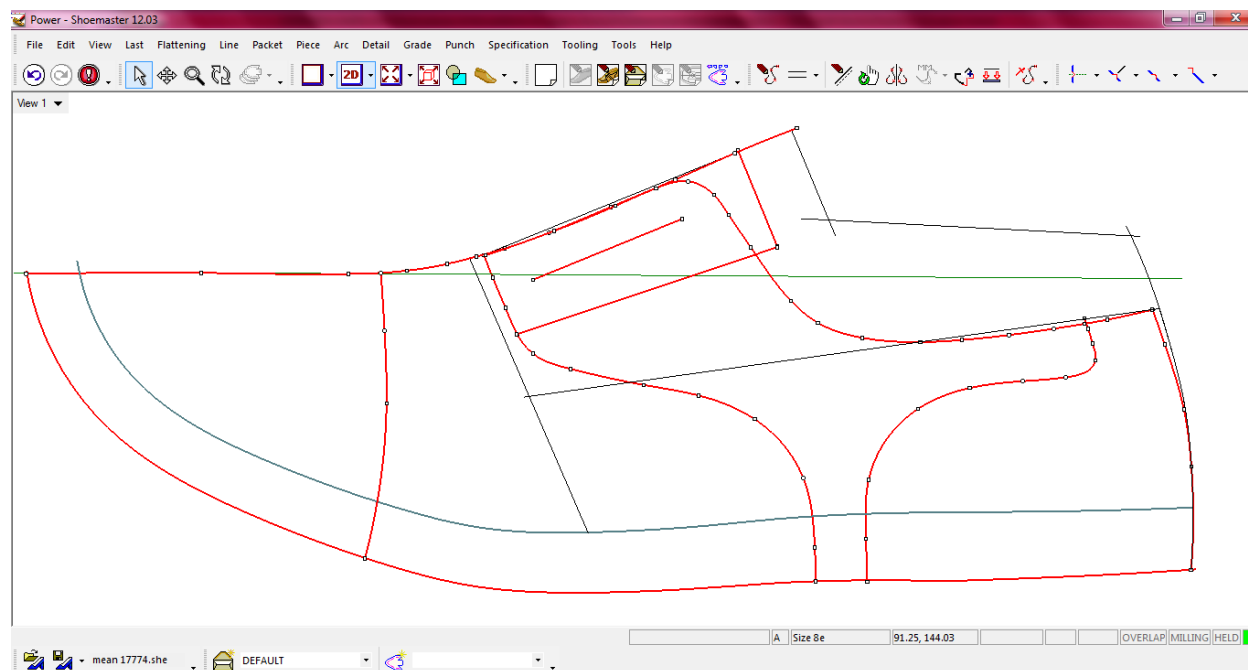 Power - Shoemaster 12.03
File Edit View Last Flattening Line Packet Piece Arc Detail Grade Punch Specification Tooling Tools Help
2D
View 1
A Size 8e 91.25, 144.03 OVERLAP MILLING HELD
mean 17774.she DEFAULT